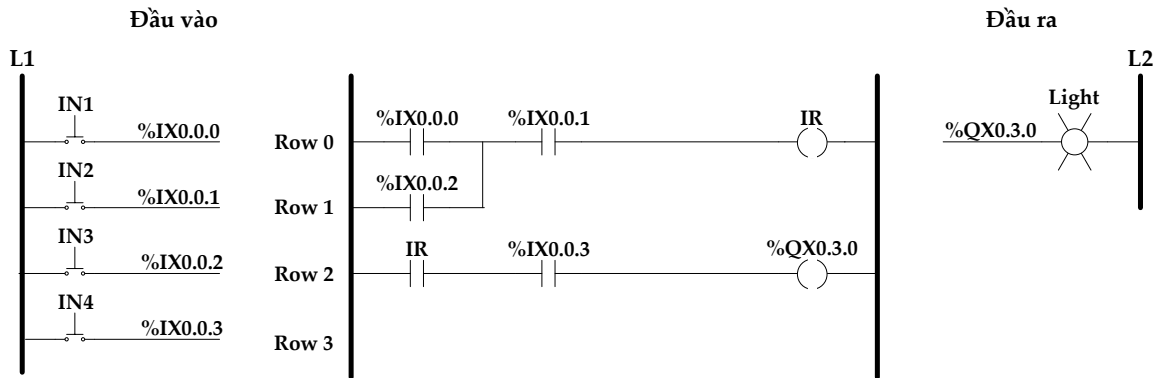 Đầu vào
Đầu ra
L1
L2
IN1
%IX0.0.0
IN2
%IX0.0.1
IN3
%IX0.0.2
IN4
%IX0.0.3
Row 0
%IX0.0.0
%IX0.0.1
IR
Row 1
%IX0.0.2
Row 2
IR
%IX0.0.3
%QX0.3.0
Row 3
Light
%QX0.3.0